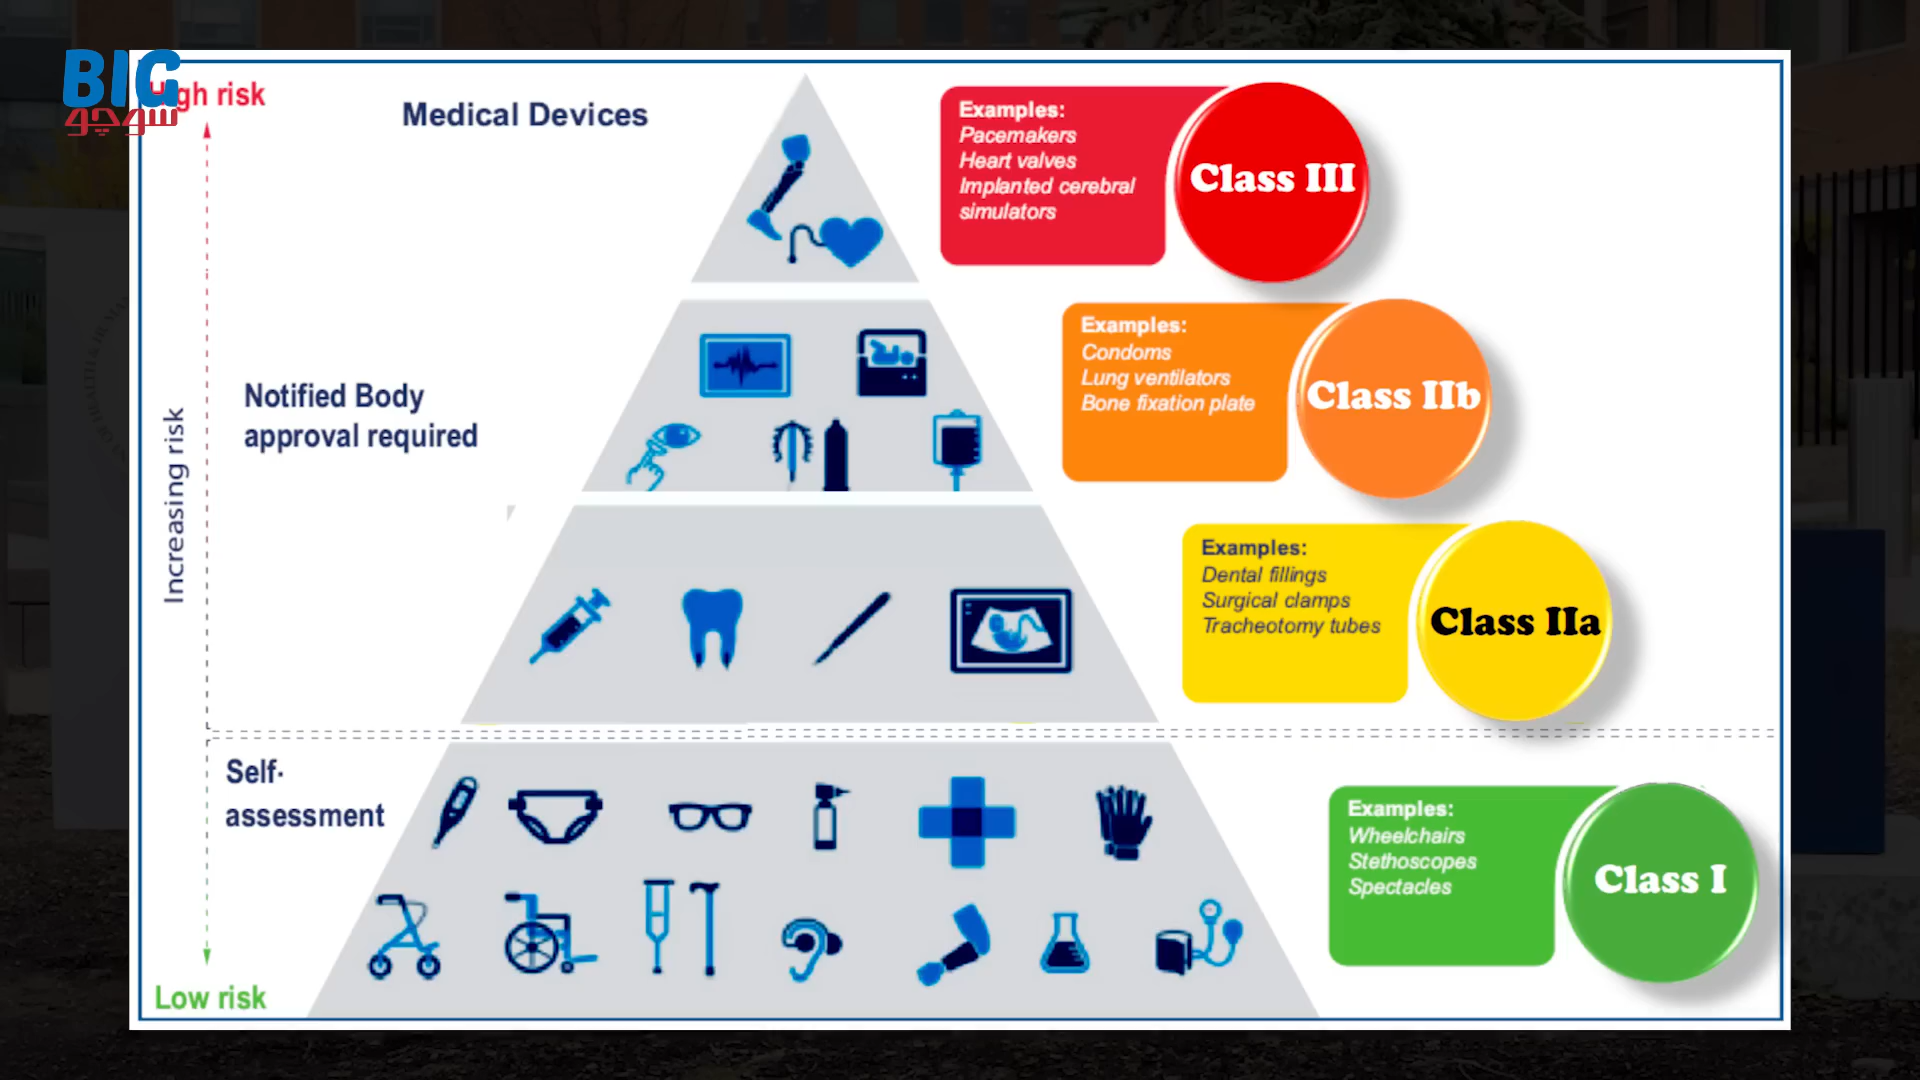 BIG
سوچو
High risk
Medical Devices
Examples:
Pacemakers
Heart valves
Implanted cerebral
simulators
Class III
Increasing risk
Notified Body
approval required
Examples:
Condoms
Lung ventilators
Bone fixation plate
Class IIb
Examples:
Dental fillings
Surgical clamps
Tracheotomy tubes
Class IIa
Self-
assessment
Examples:
Wheelchairs
Stethoscopes
Spectacles
Class I
Low risk